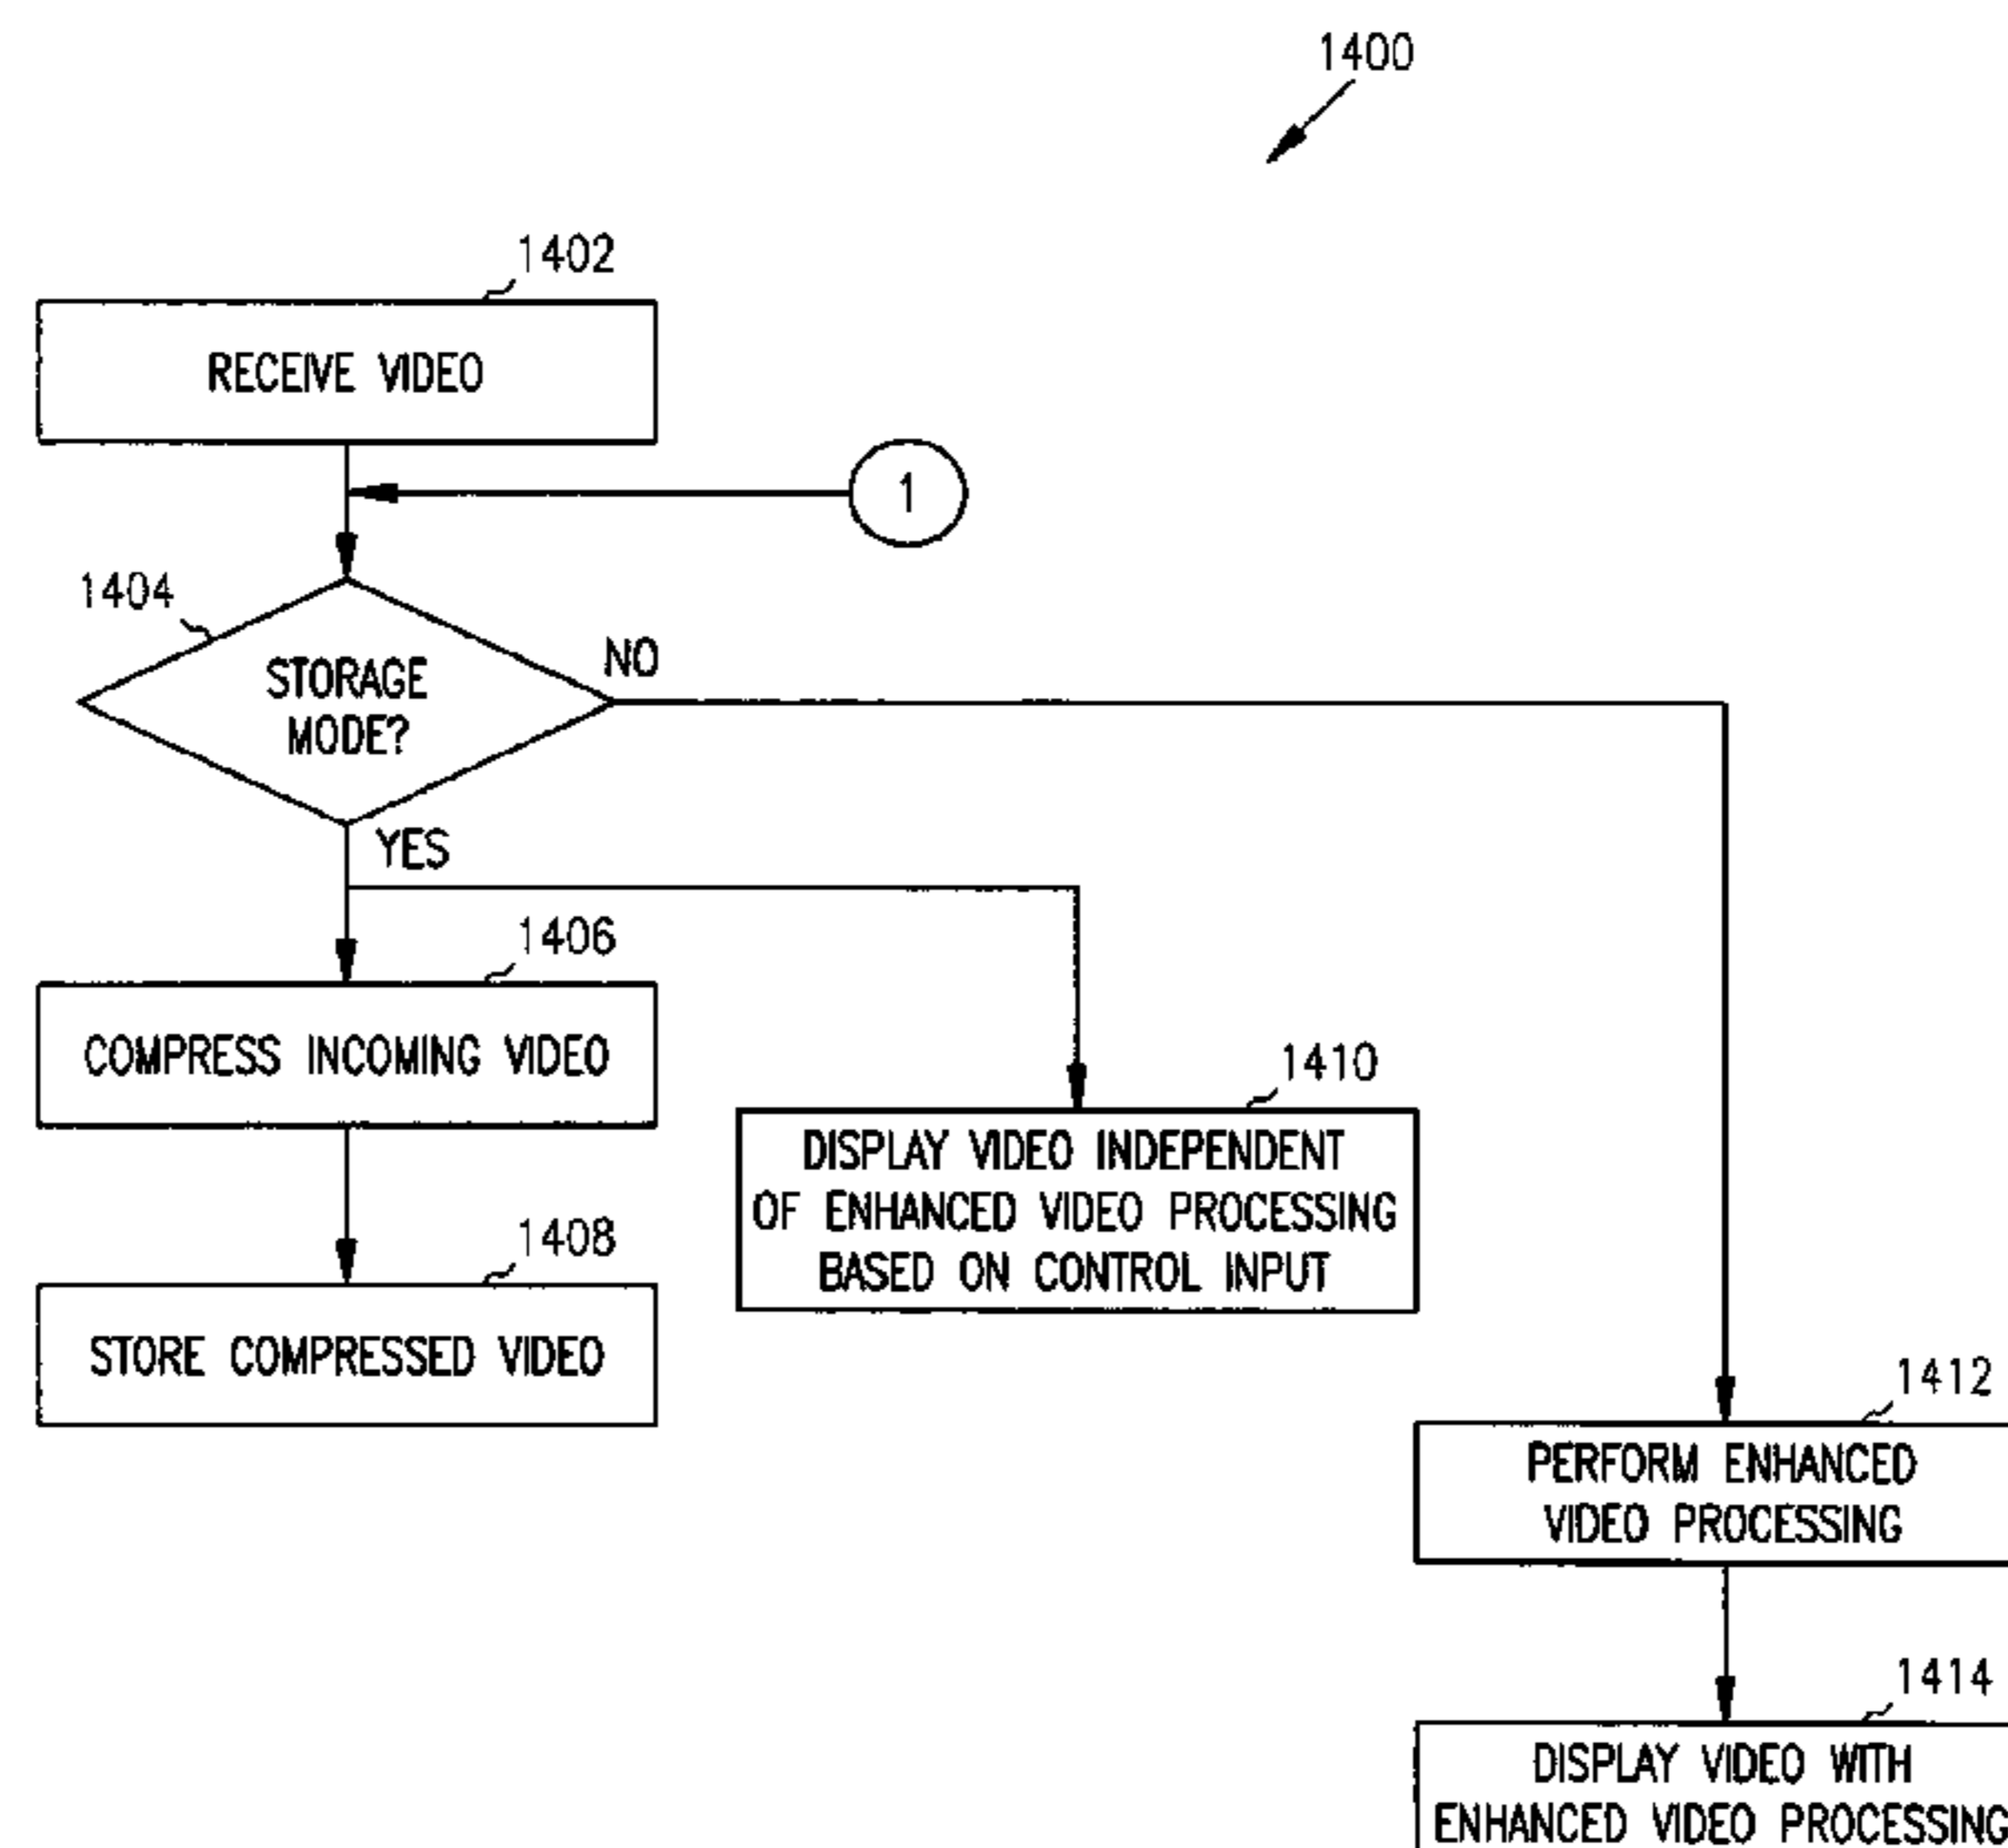 1400
1402
RECEIVE VIDEO
1
1404
STORAGE
MODE?
NO
YES
1406
COMPRESS INCOMING VIDEO
1408
STORE COMPRESSED VIDEO
1410
DISPLAY VIDEO INDEPENDENT
OF ENHANCED VIDEO PROCESSING
BASED ON CONTROL INPUT
1412
PERFORM ENHANCED
VIDEO PROCESSING
1414
DISPLAY VIDEO WITH
ENHANCED VIDEO PROCESSING